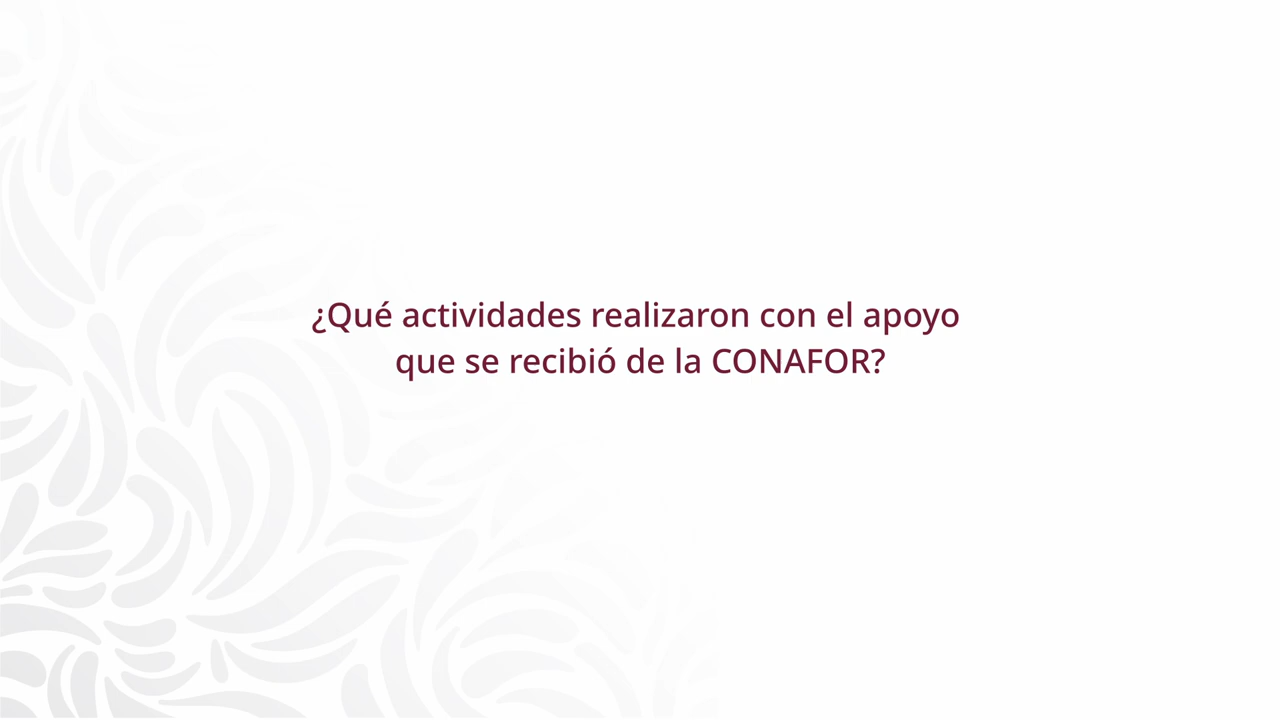 ¿Qué actividades realizaron con el apoyo
que se recibió de la CONAFOR?